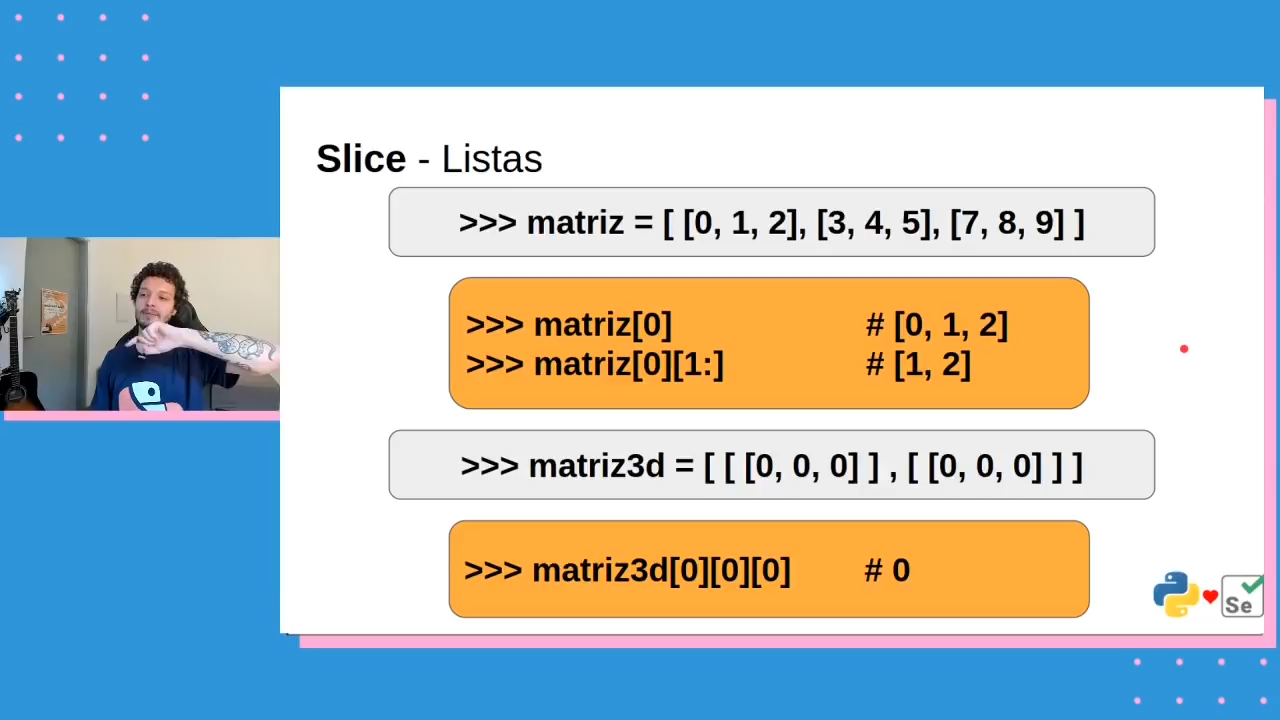 Slice - Listas
>>> matriz = [ [0, 1, 2], [3, 4, 5], [7, 8, 9] ]
>>> matriz[0] # [0, 1, 2]
>>> matriz[0][1:] # [1, 2]
>>> matriz3d = [ [ [0, 0, 0] ] , [ [0, 0, 0] ] ]
>>> matriz3d[0][0][0] # 0
Se